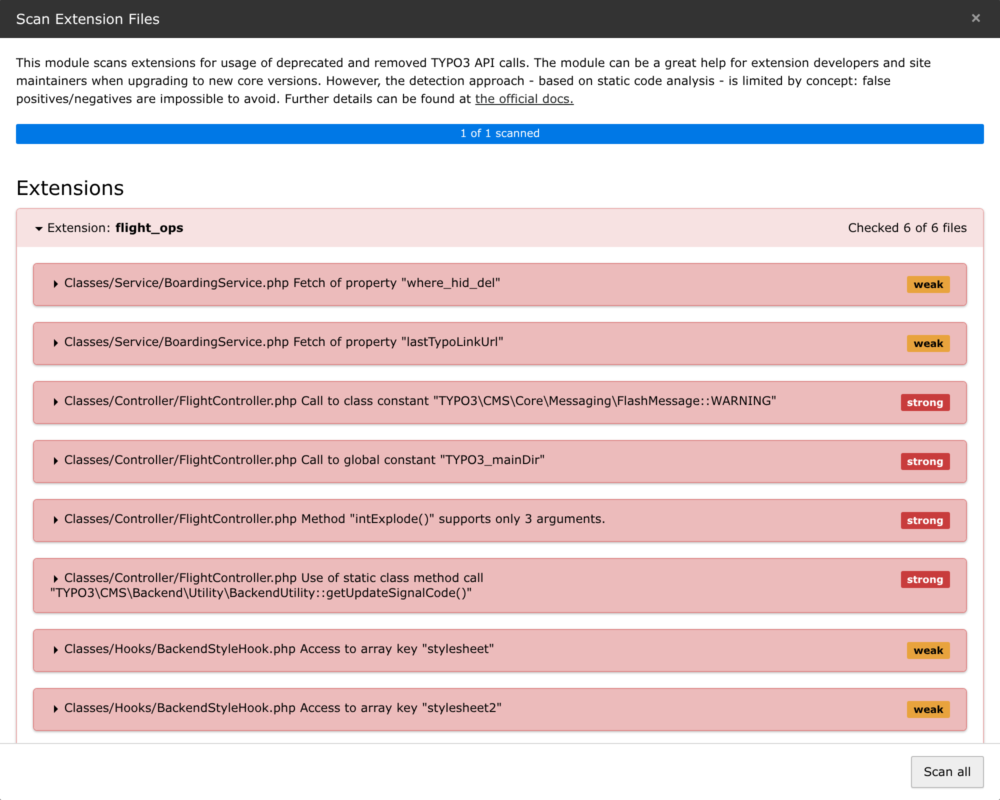 Scan Extension Files
This module scans extensions for usage of deprecated and removed TYPO3 API calls. The module can be a great help for extension developers and site
maintainers when upgrading to new core versions. However, the detection approach - based on static code analysis - is limited by concept: false
positives/negatives are impossible to avoid. Further details can be found at the official docs.
1 of 1 scanned
Extensions
Extension: flight_ops Checked 6 of 6 files
Classes/Service/BoardingService.php Fetch of property "where_hid_del" weak
Classes/Service/BoardingService.php Fetch of property "lastTypoLinkUrl" weak
Classes/Controller/FlightController.php Call to class constant "TYPO3\CMS\Core\Messaging\FlashMessage::WARNING" strong
Classes/Controller/FlightController.php Call to global constant "TYPO3_mainDir" strong
Classes/Controller/FlightController.php Method "intExplode()" supports only 3 arguments. strong
Classes/Controller/FlightController.php Use of static class method call strong
"TYPO3\CMS\Backend\Utility\BackendUtility::getUpdateSignalCode()"
Classes/Hooks/BackendStyleHook.php Access to array key "stylesheet" weak
Classes/Hooks/BackendStyleHook.php Access to array key "stylesheet2" weak
Scan all